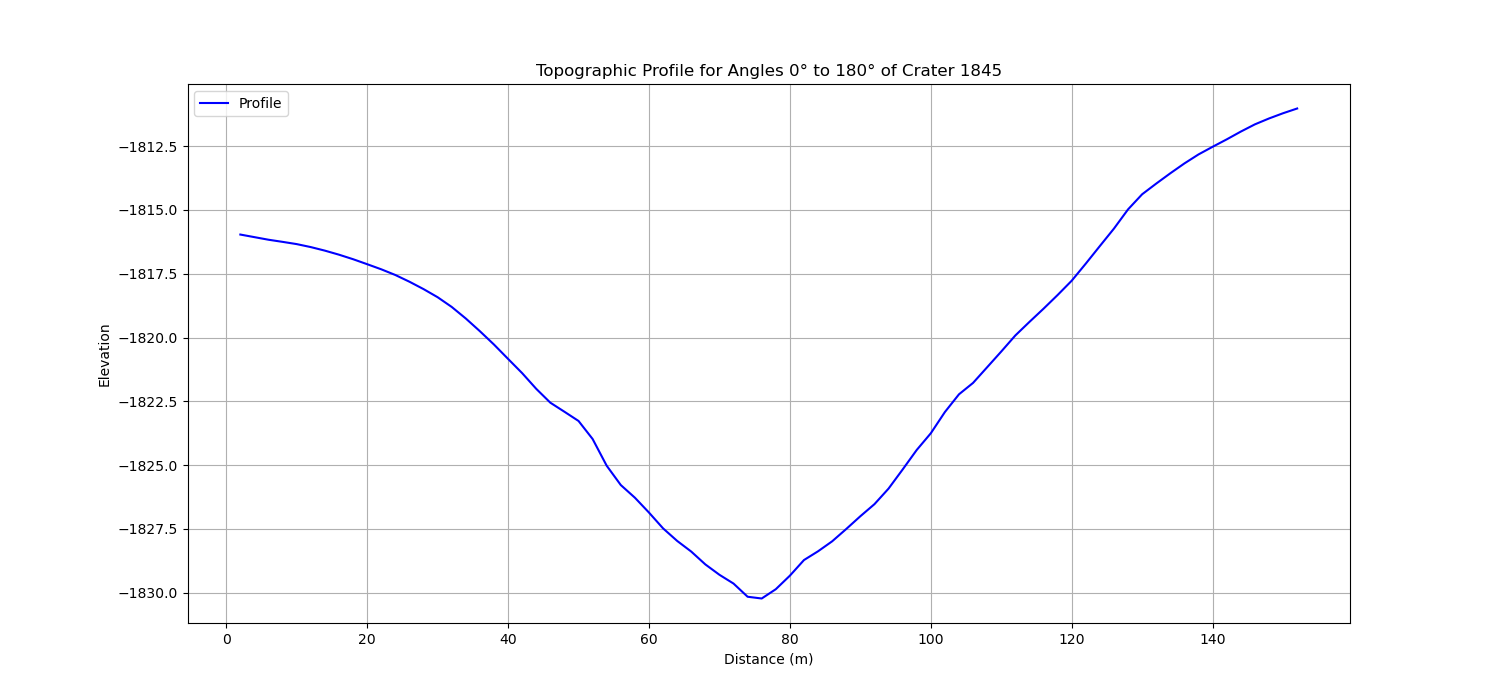 Topographic Profile for Angles 0° to 180° of Crater 1845
Profile
Elevation
−1812.5
−1815.0
−1817.5
−1820.0
−1822.5
−1825.0
−1827.5
−1830.0
0 20 40 60 80 100 120 140
Distance (m)